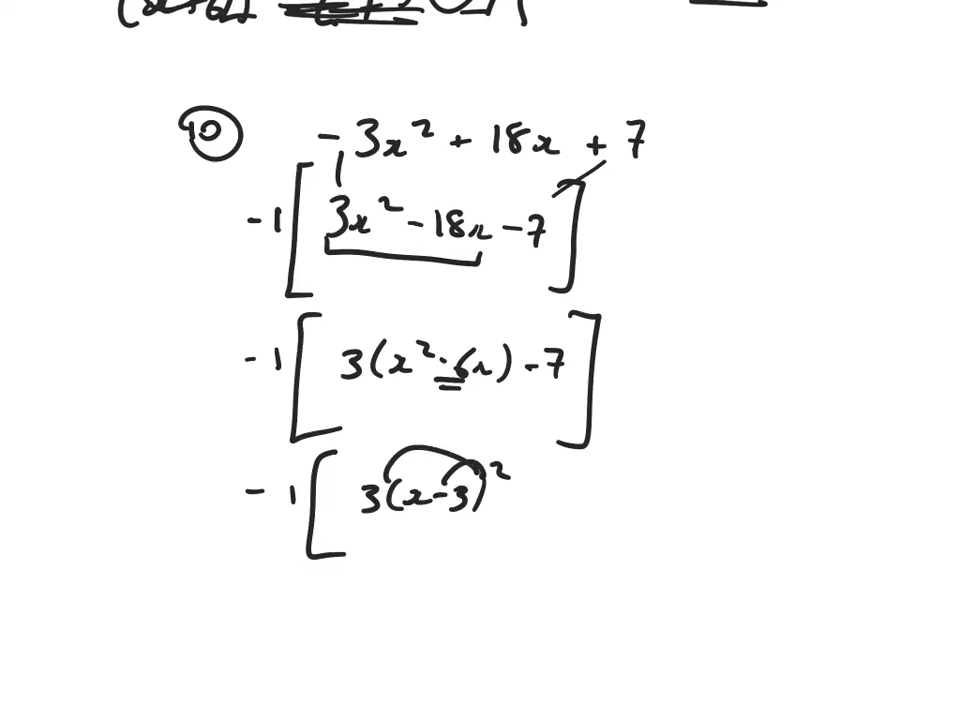 10 - 3x² + 18x + 7
-1 [ 3x² - 18x - 7 ]
-1 [ 3(x² - 6x) - 7 ]
-1 [ 3(x - 3)²